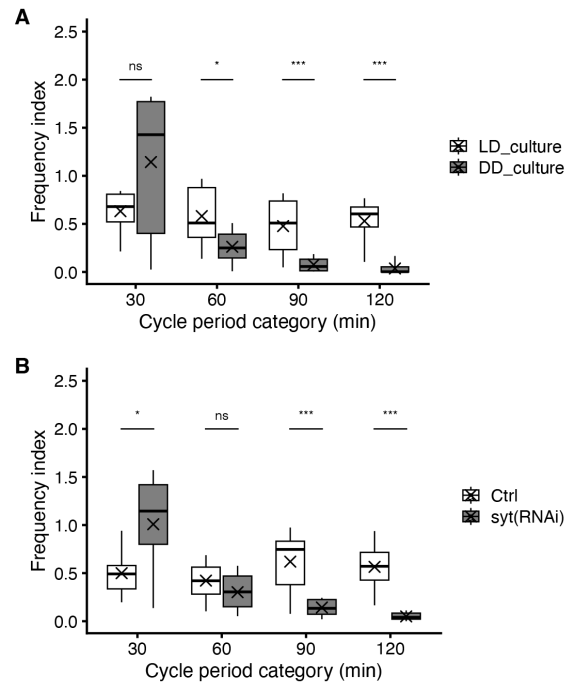 A
Frequency index
2.5
2.0
1.5
1.0
0.5
0.0
ns
*
***
***
30
60
90
120
Cycle period category (min)
LD_culture
DD_culture
B
Frequency index
2.5
2.0
1.5
1.0
0.5
0.0
*
ns
***
***
30
60
90
120
Cycle period category (min)
Ctrl
syt(RNAi)